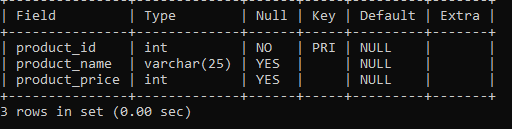 +---------------+-------------+------+-----+---------+-------+
| Field         | Type        | Null | Key | Default | Extra |
+---------------+-------------+------+-----+---------+-------+
| product_id    | int         | NO   | PRI | NULL    |       |
| product_name  | varchar(25) | YES  |     | NULL    |       |
| product_price | int         | YES  |     | NULL    |       |
+---------------+-------------+------+-----+---------+-------+
3 rows in set (0.00 sec)